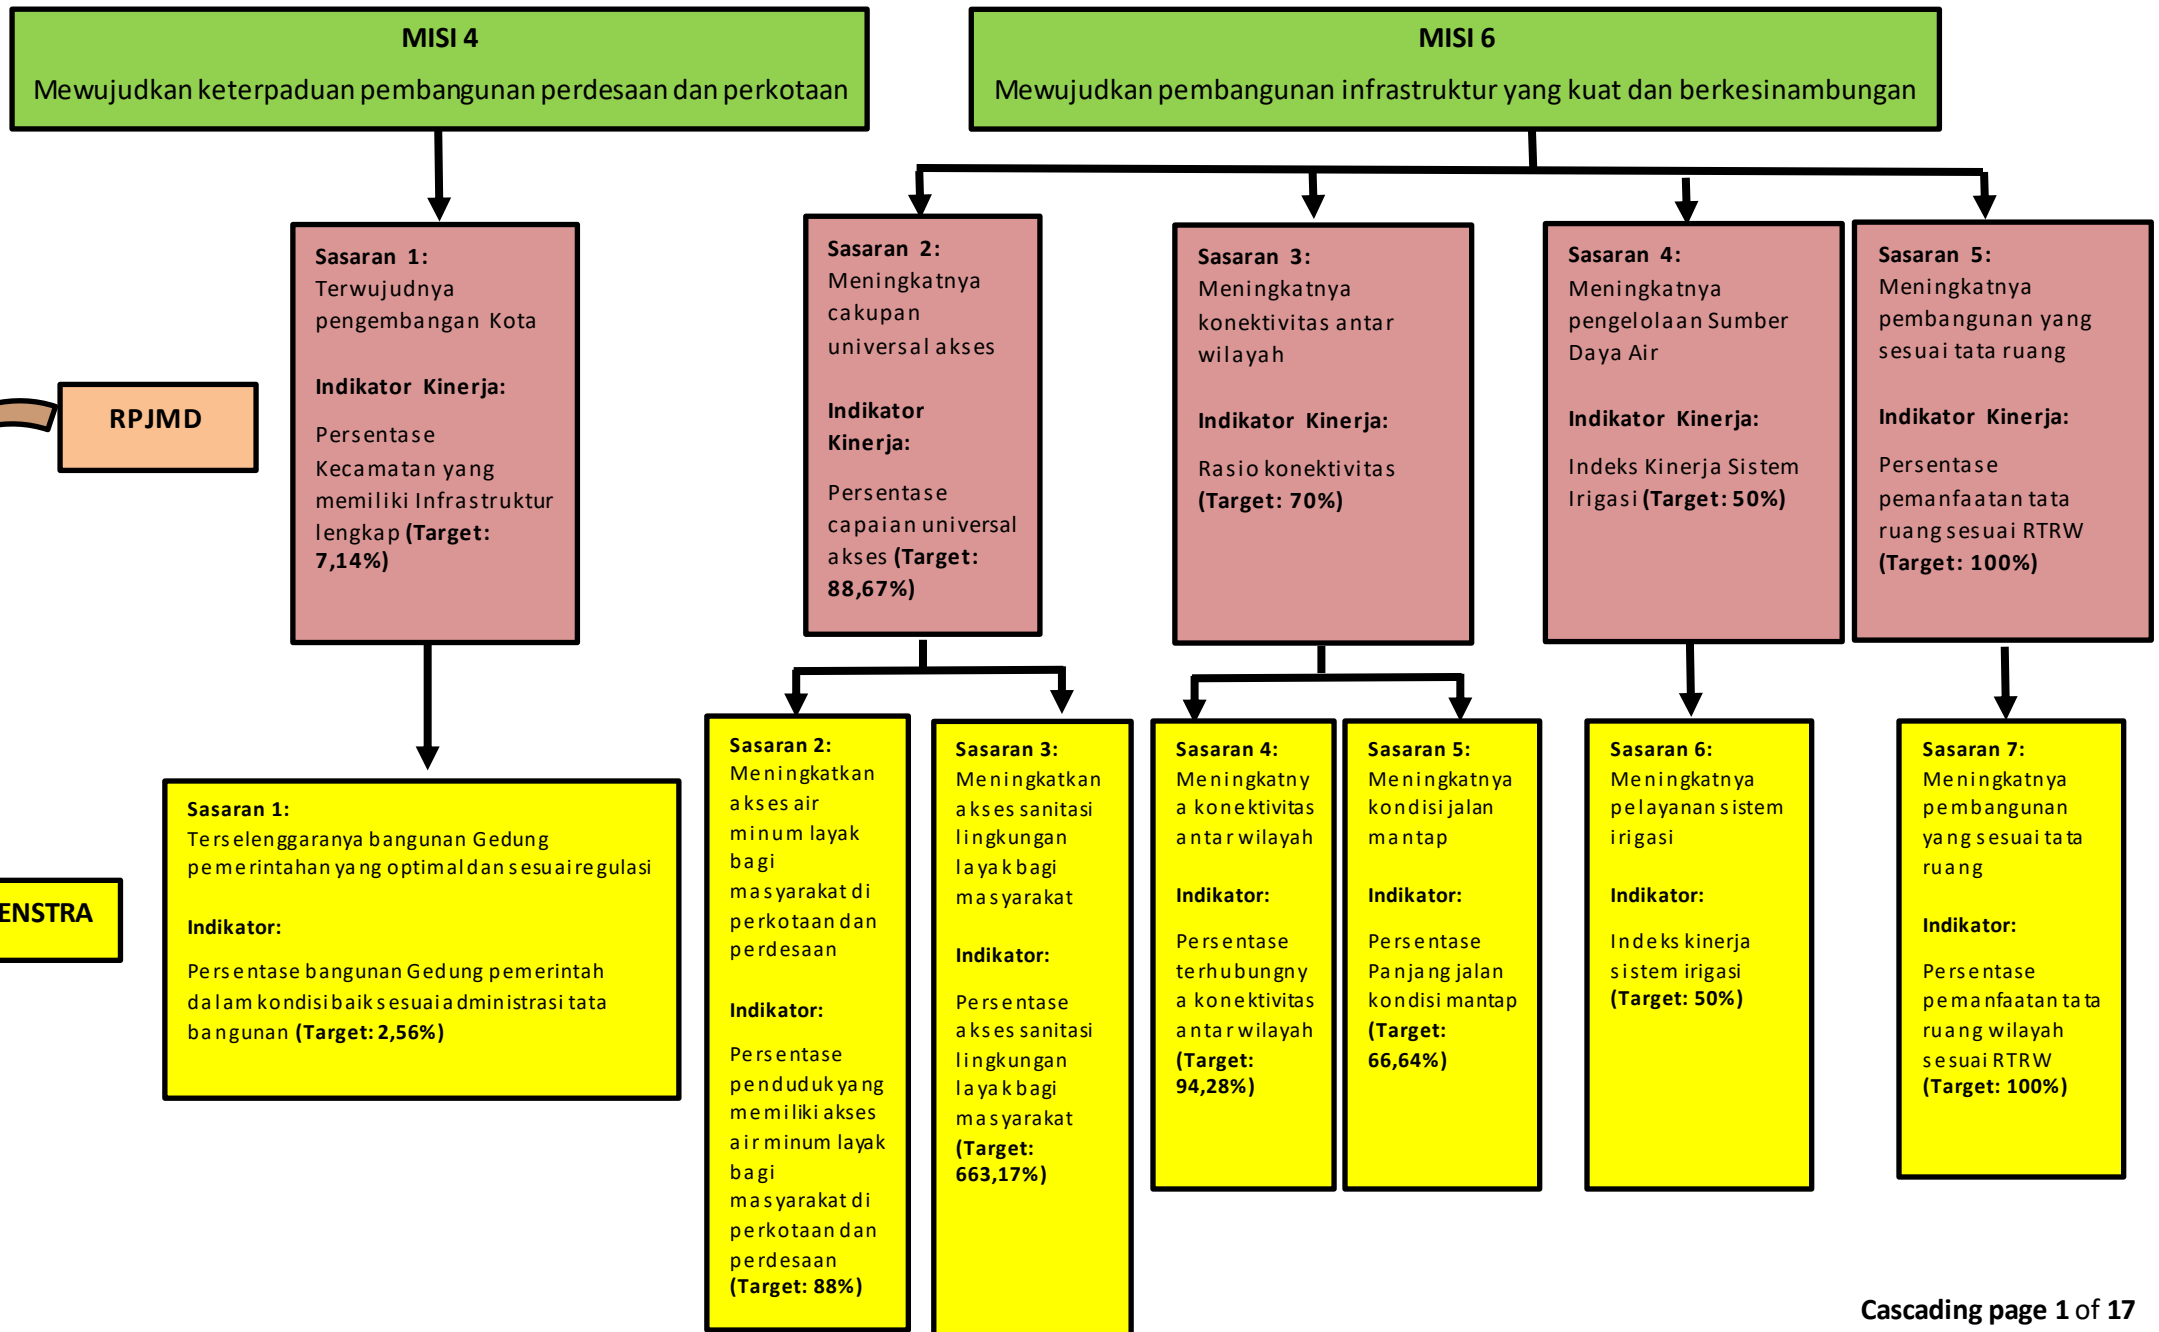 MISI 4
Mewujudkan keterpaduan pembangunan perdesaan dan perkotaan
MISI 6
Mewujudkan pembangunan infrastruktur yang kuat dan berkesinambungan
RPJMD
Sasaran 1:
Terwujudnya
pengembangan Kota
Indikator Kinerja:
Persentase
Kecamatan yang
memiliki Infrastruktur
lengkap (Target:
7,14%)
Sasaran 2:
Meningkatnya
cakupan
universal akses
Indikator
Kinerja:
Persentase
capaian universal
akses (Target:
88,67%)
Sasaran 3:
Meningkatnya
konektivitas antar
wilayah
Indikator Kinerja:
Rasio konektivitas
(Target: 70%)
Sasaran 4:
Meningkatnya
pengelolaan Sumber
Daya Air
Indikator Kinerja:
Indeks Kinerja Sistem
Irigasi (Target: 50%)
Sasaran 5:
Meningkatnya
pembangunan yang
sesuai tata ruang
Indikator Kinerja:
Persentase
pemanfaatan tata
ruang sesuai RTRW
(Target: 100%)
ENSTRA
Sasaran 1:
Terselenggaranya bangunan Gedung
pemerintahan yang optimal dan sesuai regulasi
Indikator:
Persentase bangunan Gedung pemerintah
dalam kondisi baik sesuai administrasi tata
bangunan (Target: 2,56%)
Sasaran 2:
Meningkatkan
akses air
minum layak
bagi
masyarakat di
perkotaan dan
perdesaan
Indikator:
Persentase
penduduk yang
memiliki akses
air minum layak
bagi
masyarakat di
perkotaan dan
perdesaan
(Target: 88%)
Sasaran 3:
Meningkatkan
akses sanitasi
lingkungan
layak bagi
masyarakat
Indikator:
Persentase
akses sanitasi
lingkungan
layak bagi
masyarakat
(Target:
663,17%)
Sasaran 4:
Meningkatny
a konektivitas
antar wilayah
Indikator:
Persentase
terhubungny
a konektivitas
antar wilayah
(Target:
94,28%)
Sasaran 5:
Meningkatnya
kondisi jalan
mantap
Indikator:
Persentase
Panjang jalan
kondisi mantap
(Target:
66,64%)
Sasaran 6:
Meningkatnya
pelayanan sistem
irigasi
Indikator:
Indeks kinerja
sistem irigasi
(Target: 50%)
Sasaran 7:
Meningkatnya
pembangunan
yang sesuai tata
ruang
Indikator:
Persentase
pemanfaatan tata
ruang wilayah
sesuai RTRW
(Target: 100%)
Cascading page 1 of 17